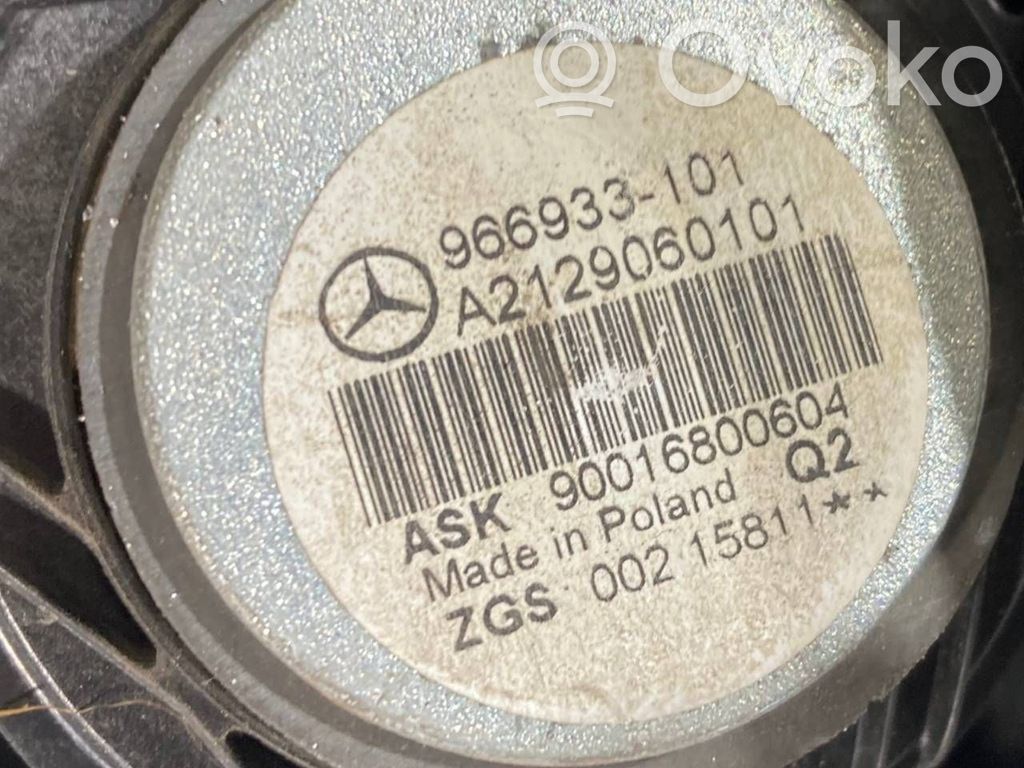 Ovoko
966933-101
A2129060101
ASK 90016800604
Made in Poland Q2
ZGS 002 15811**